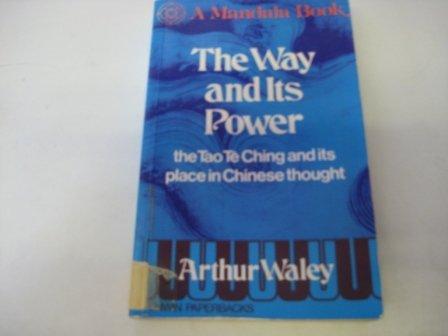 A Mandala Book
The Way
and Its
Power
the Tao Te Ching and its
place in Chinese thought
Arthur Waley
PAPERBACKS